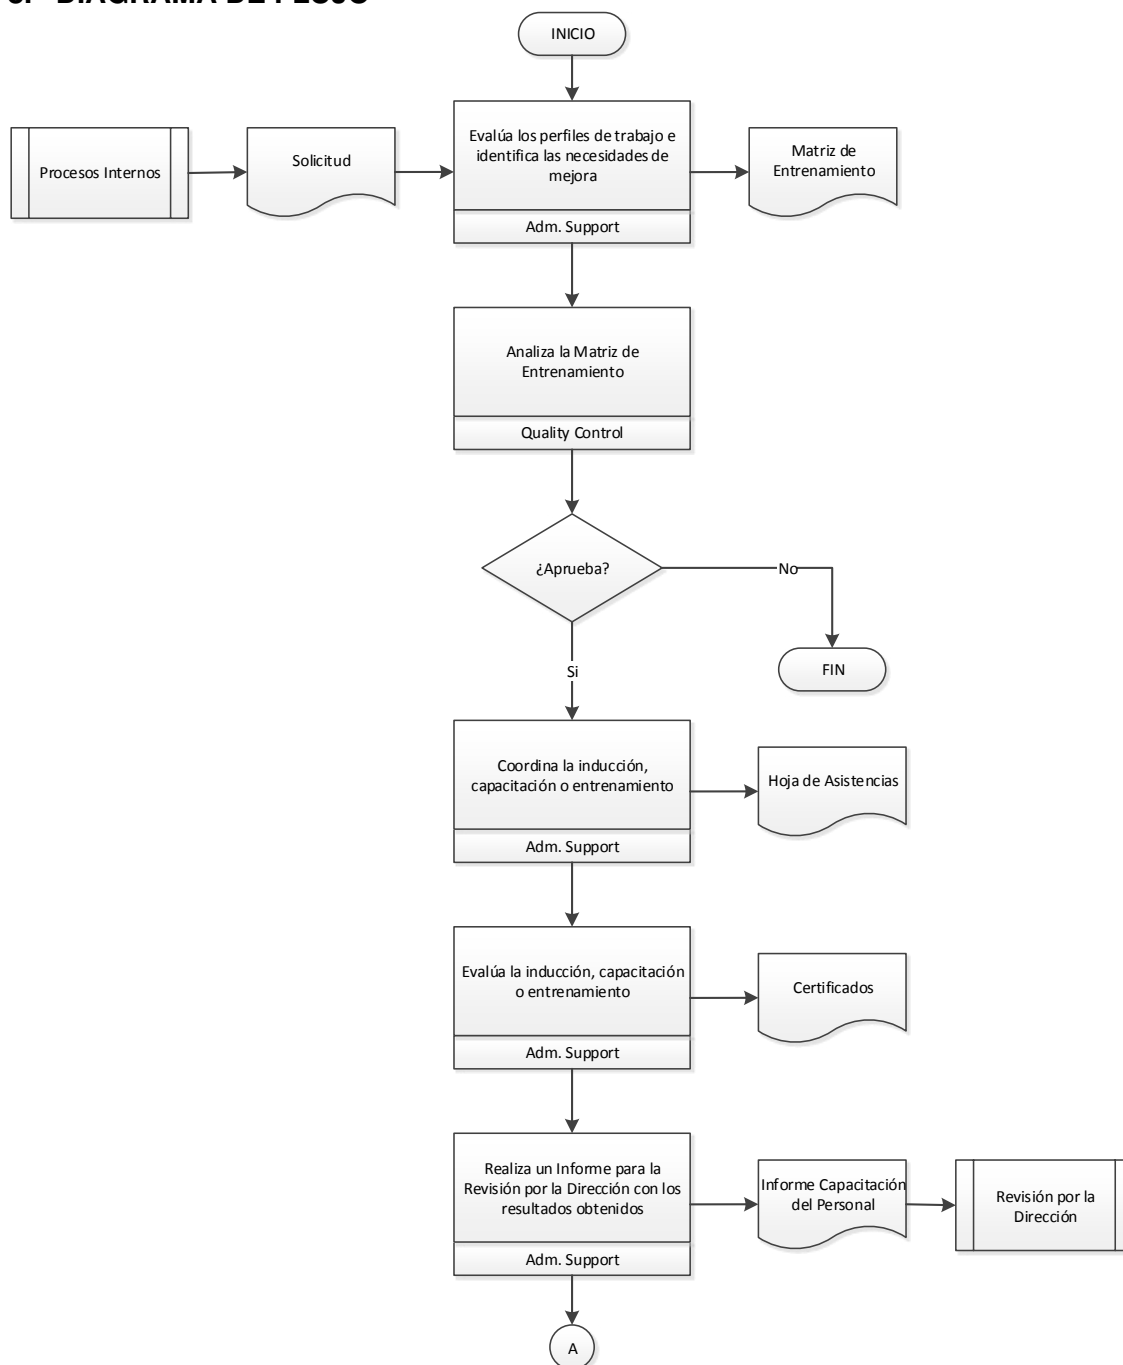 DIAGRAMA DE FLUJO
INICIO
Procesos Internos
Solicitud
Evalúa los perfiles de trabajo e
identifica las necesidades de
mejora
Adm. Support
Matriz de
Entrenamiento
Analiza la Matriz de
Entrenamiento
Quality Control
¿Aprueba?
No
FIN
Si
Coordina la inducción,
capacitación o entrenamiento
Adm. Support
Hoja de Asistencias
Evalúa la inducción, capacitación
o entrenamiento
Adm. Support
Certificados
Realiza un Informe para la
Revisión por la Dirección con los
resultados obtenidos
Adm. Support
Informe Capacitación
del Personal
Revisión por la
Dirección
A